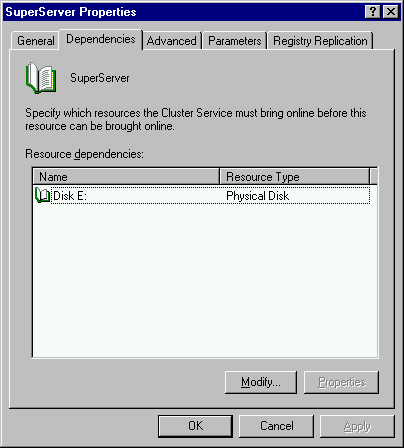 SuperServer Properties
General Dependencies Advanced Parameters Registry Replication
SuperServer
Specify which resources the Cluster Service must bring online before this
resource can be brought online.
Resource dependencies:
Name Resource Type
Disk E: Physical Disk
Modify... Properties
OK Cancel Apply